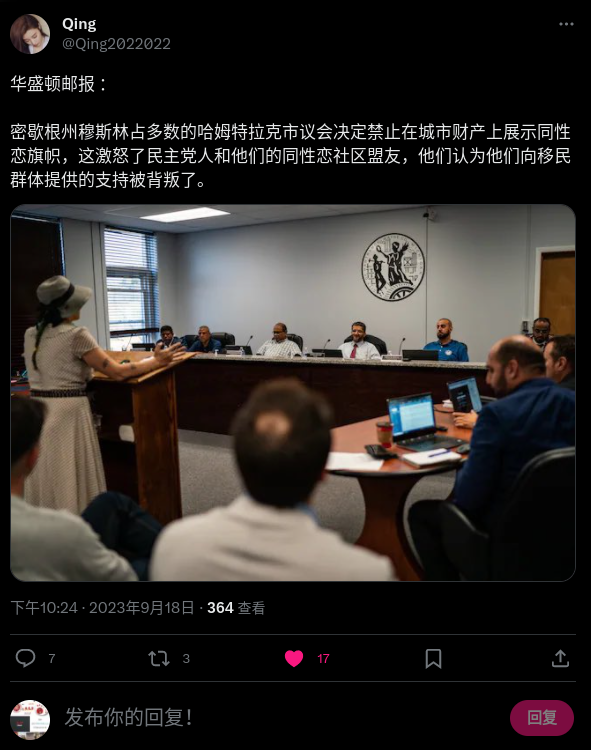 Qing
@Qing2022022
华盛顿邮报：
密歇根州穆斯林占多数的哈姆特拉克市议会决定禁止在城市财产上展示同性
恋旗帜，这激怒了民主党人和他们的同性恋社区盟友，他们认为他们向移民
群体提供的支持被背叛了。
下午10:24 · 2023年9月18日 · 364 查看
7 3 17
发布你的回复！ 回复